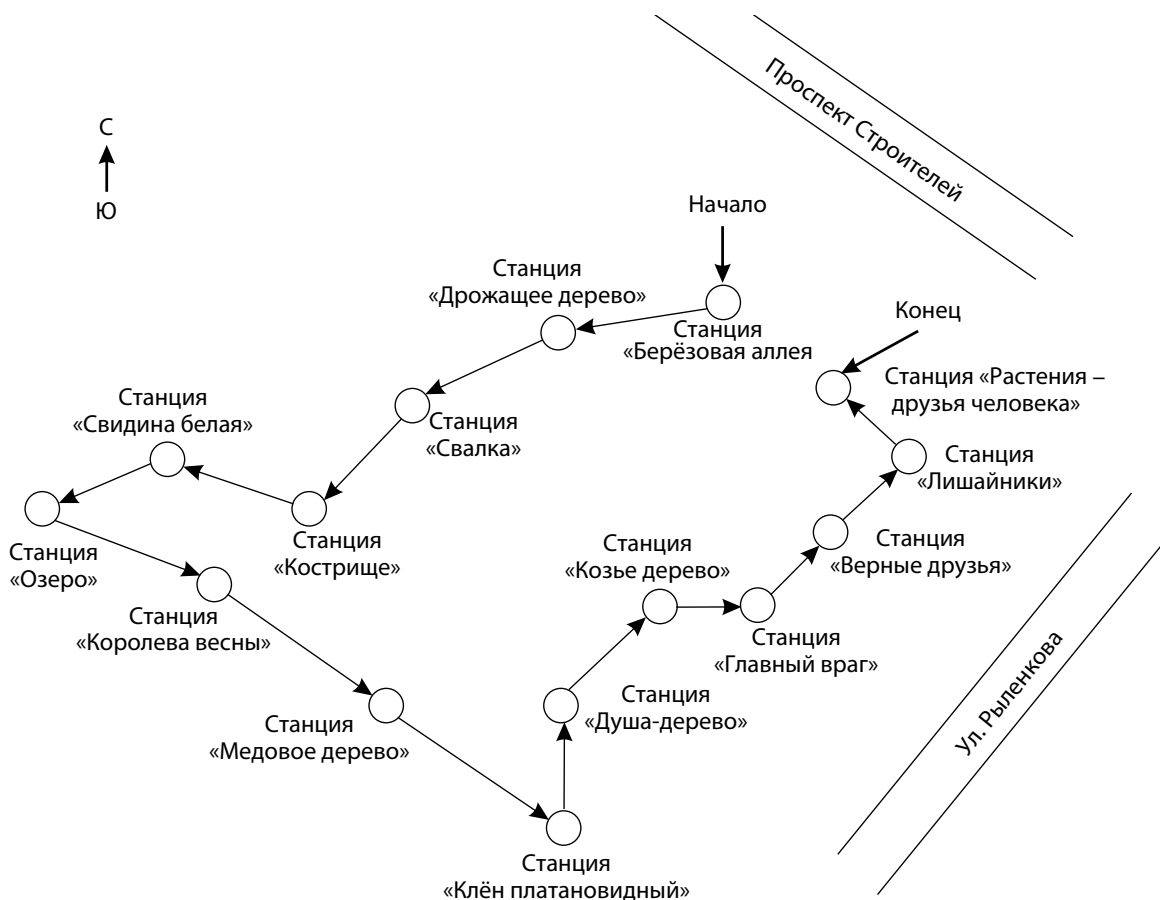 Проспект Строителей
С
Ю
Начало
Станция
«Дрожащее дерево»
Станция
«Берёзовая аллея
Конец
Станция «Растения –
друзья человека»
Станция
«Свидина белая»
Станция
«Свалка»
Станция
«Лишайники»
Станция
«Озеро»
Станция
«Кострище»
Станция
«Козье дерево»
Станция
«Верные друзья»
Станция
«Королева весны»
Станция
«Главный враг»
Станция
«Медовое дерево»
Станция
«Душа-дерево»
Ул. Рыленкова
Станция
«Клён платановидный»